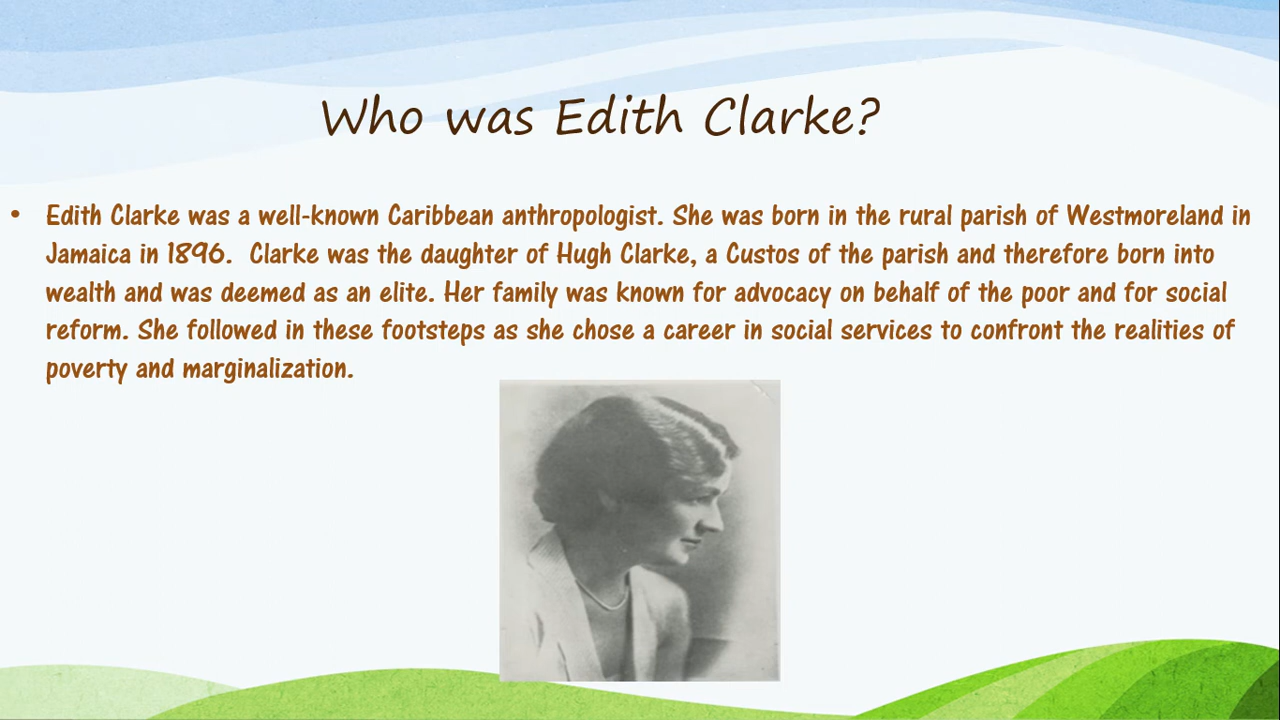 Who was Edith Clarke?
• Edith Clarke was a well-known Caribbean anthropologist. She was born in the rural parish of Westmoreland in
Jamaica in 1896.  Clarke was the daughter of Hugh Clarke, a Custos of the parish and therefore born into
wealth and was deemed as an elite. Her family was known for advocacy on behalf of the poor and for social
reform. She followed in these footsteps as she chose a career in social services to confront the realities of
poverty and marginalization.